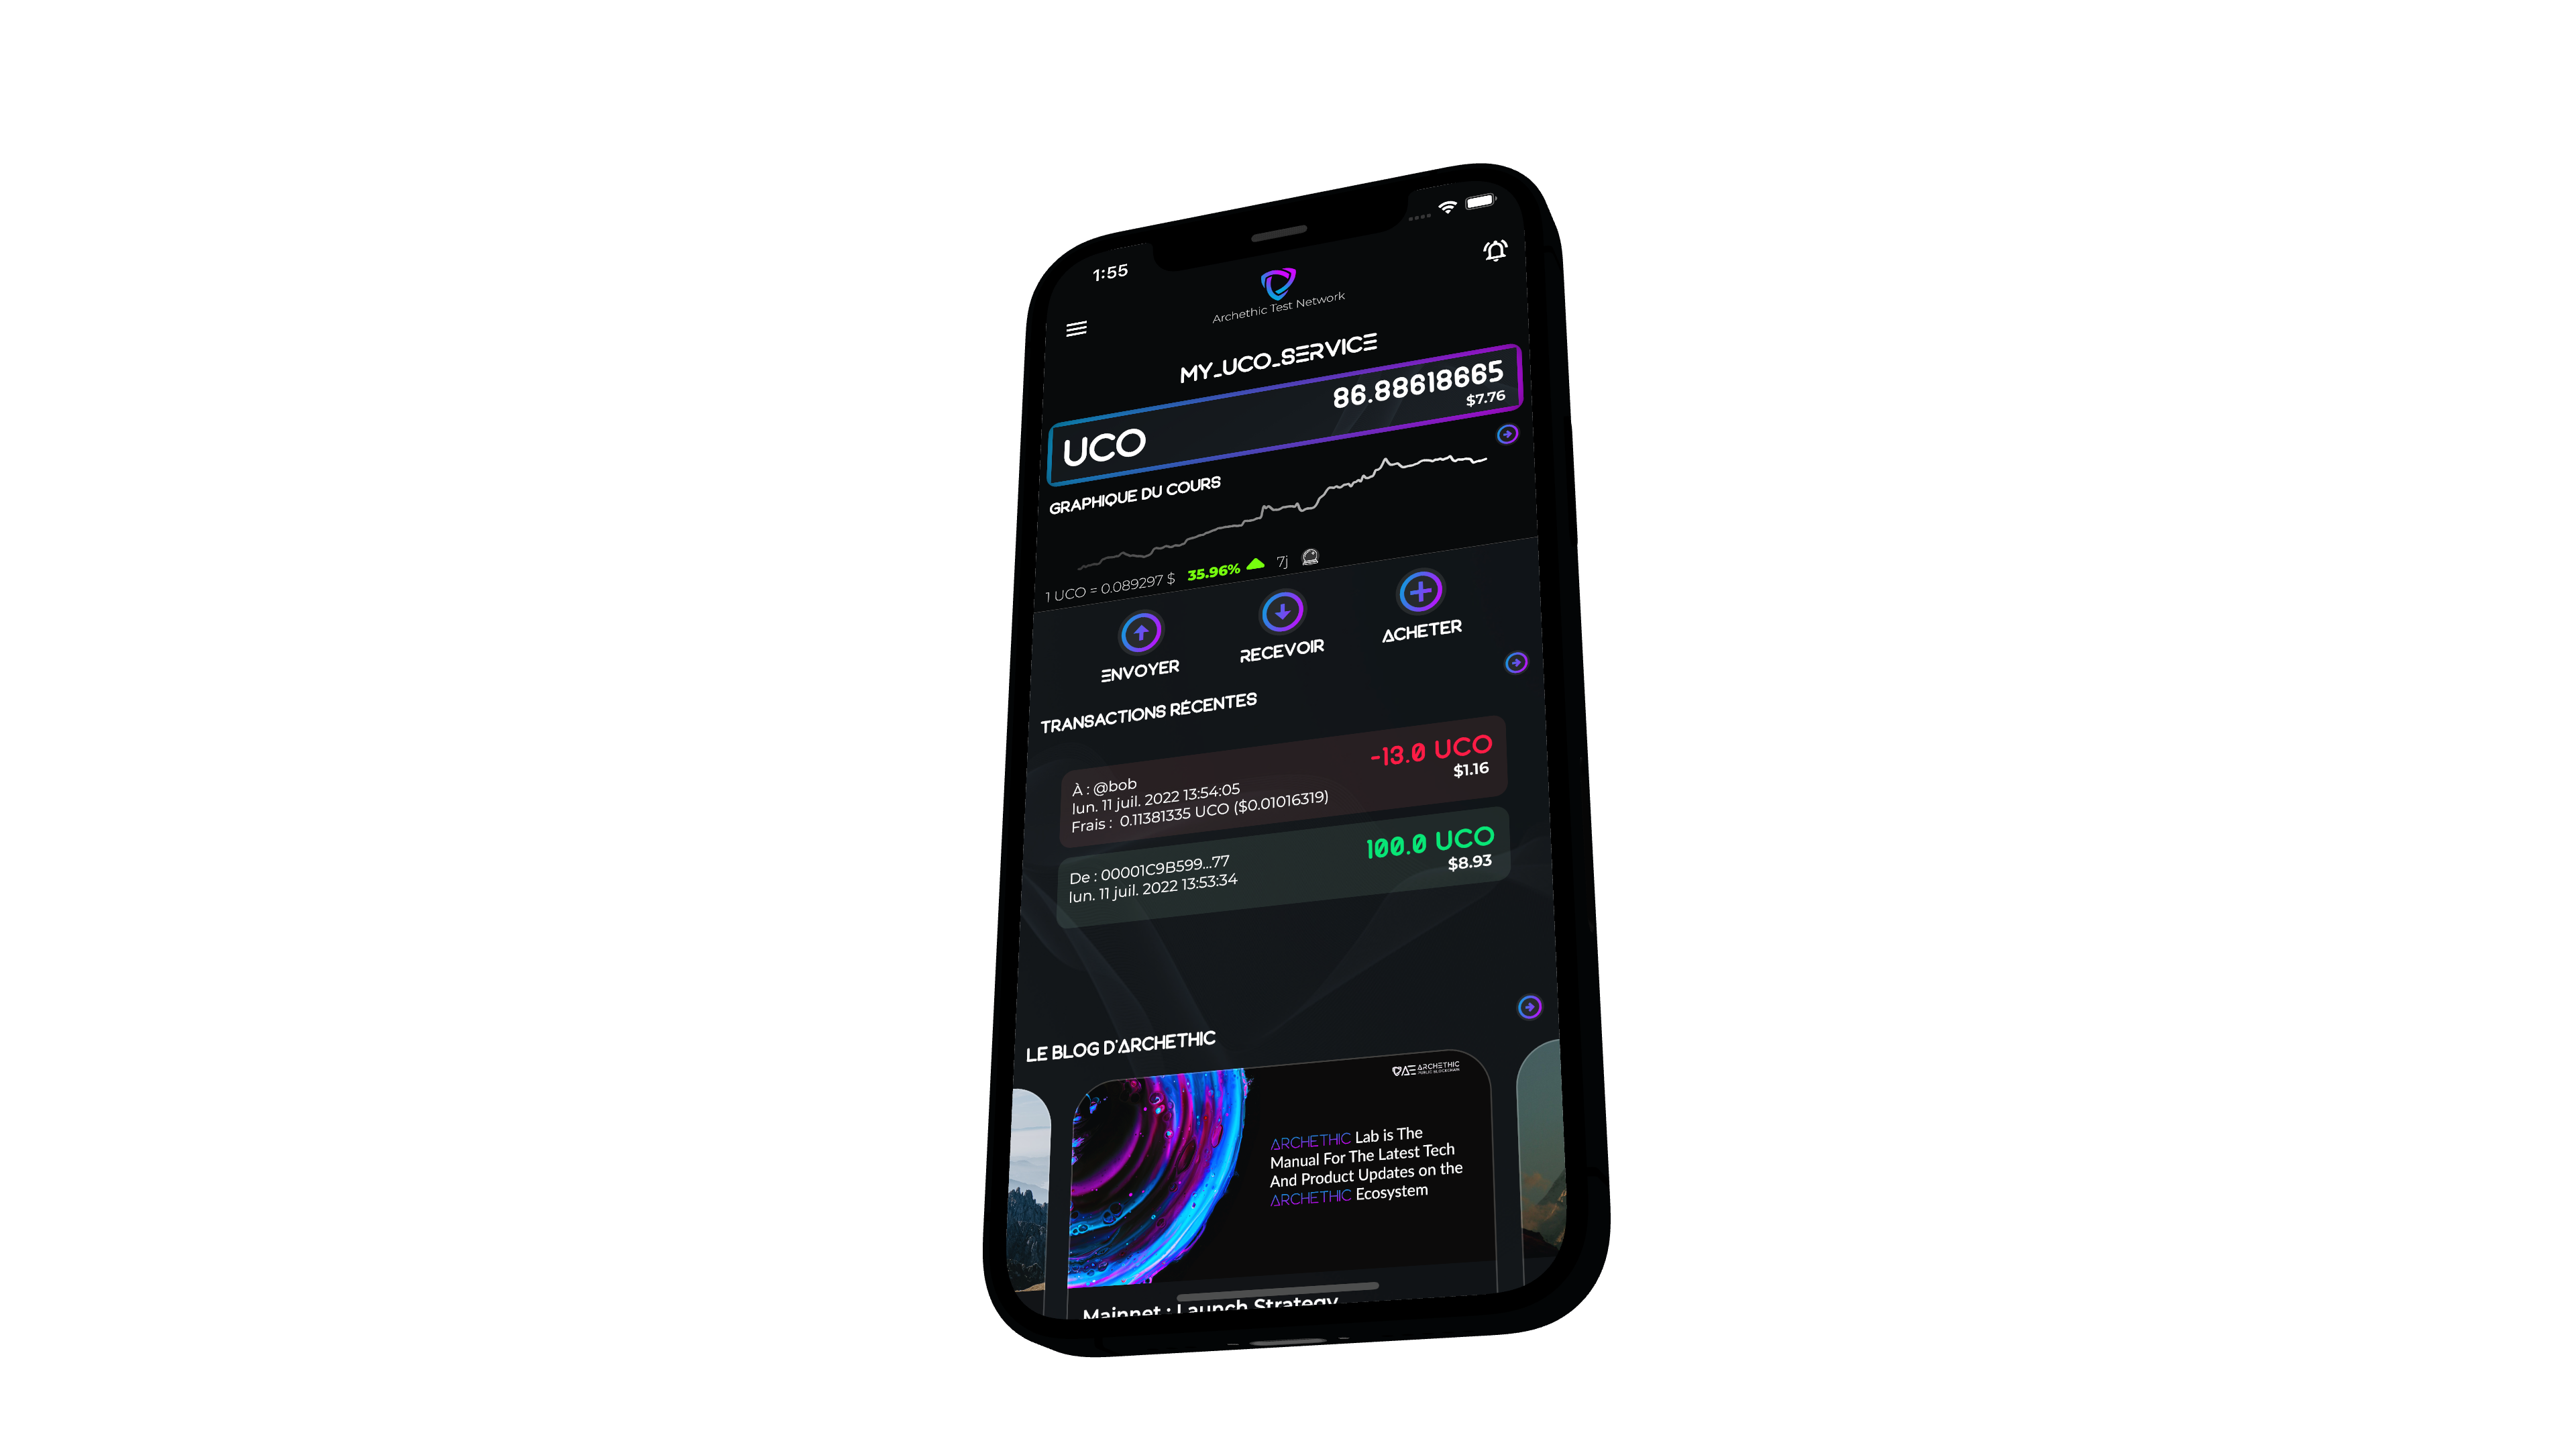 1:55
Archethic Test Network
MY_UCO_SERVICE
UCO
86.88618665
$7.76
GRAPHIQUE DU COURS
1 UCO = 0.089297 $ 35.96% 7j
ENVOYER
RECEVOIR
ACHETER
TRANSACTIONS RÉCENTES
À : @bob
lun. 11 juil. 2022 13:54:05
Frais : 0.11381335 UCO ($0.01016319)
-13.0 UCO
$1.16
De : 00001C9B599...77
lun. 11 juil. 2022 13:53:34
100.0 UCO
$8.93
LE BLOG D'ARCHETHIC
ARCHETHIC
PUBLIC BLOCKCHAIN
ARCHETHIC Lab is The
Manual For The Latest Tech
And Product Updates on the
ARCHETHIC Ecosystem
Mainnet : Launch Strategy